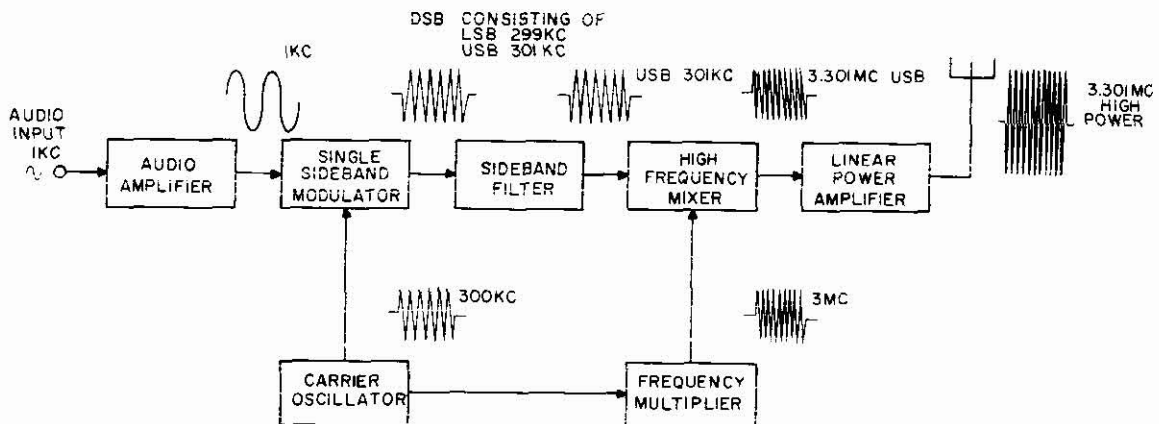 DSB CONSISTING OF
LSB 299KC
USB 301KC
1KC
USB 301KC
3.301MC USB
3.301MC
HIGH
POWER
AUDIO
INPUT
1KC
AUDIO
AMPLIFIER
SINGLE
SIDEBAND
MODULATOR
SIDEBAND
FILTER
HIGH
FREQUENCY
MIXER
LINEAR
POWER
AMPLIFIER
300KC
3MC
CARRIER
OSCILLATOR
FREQUENCY
MULTIPLIER